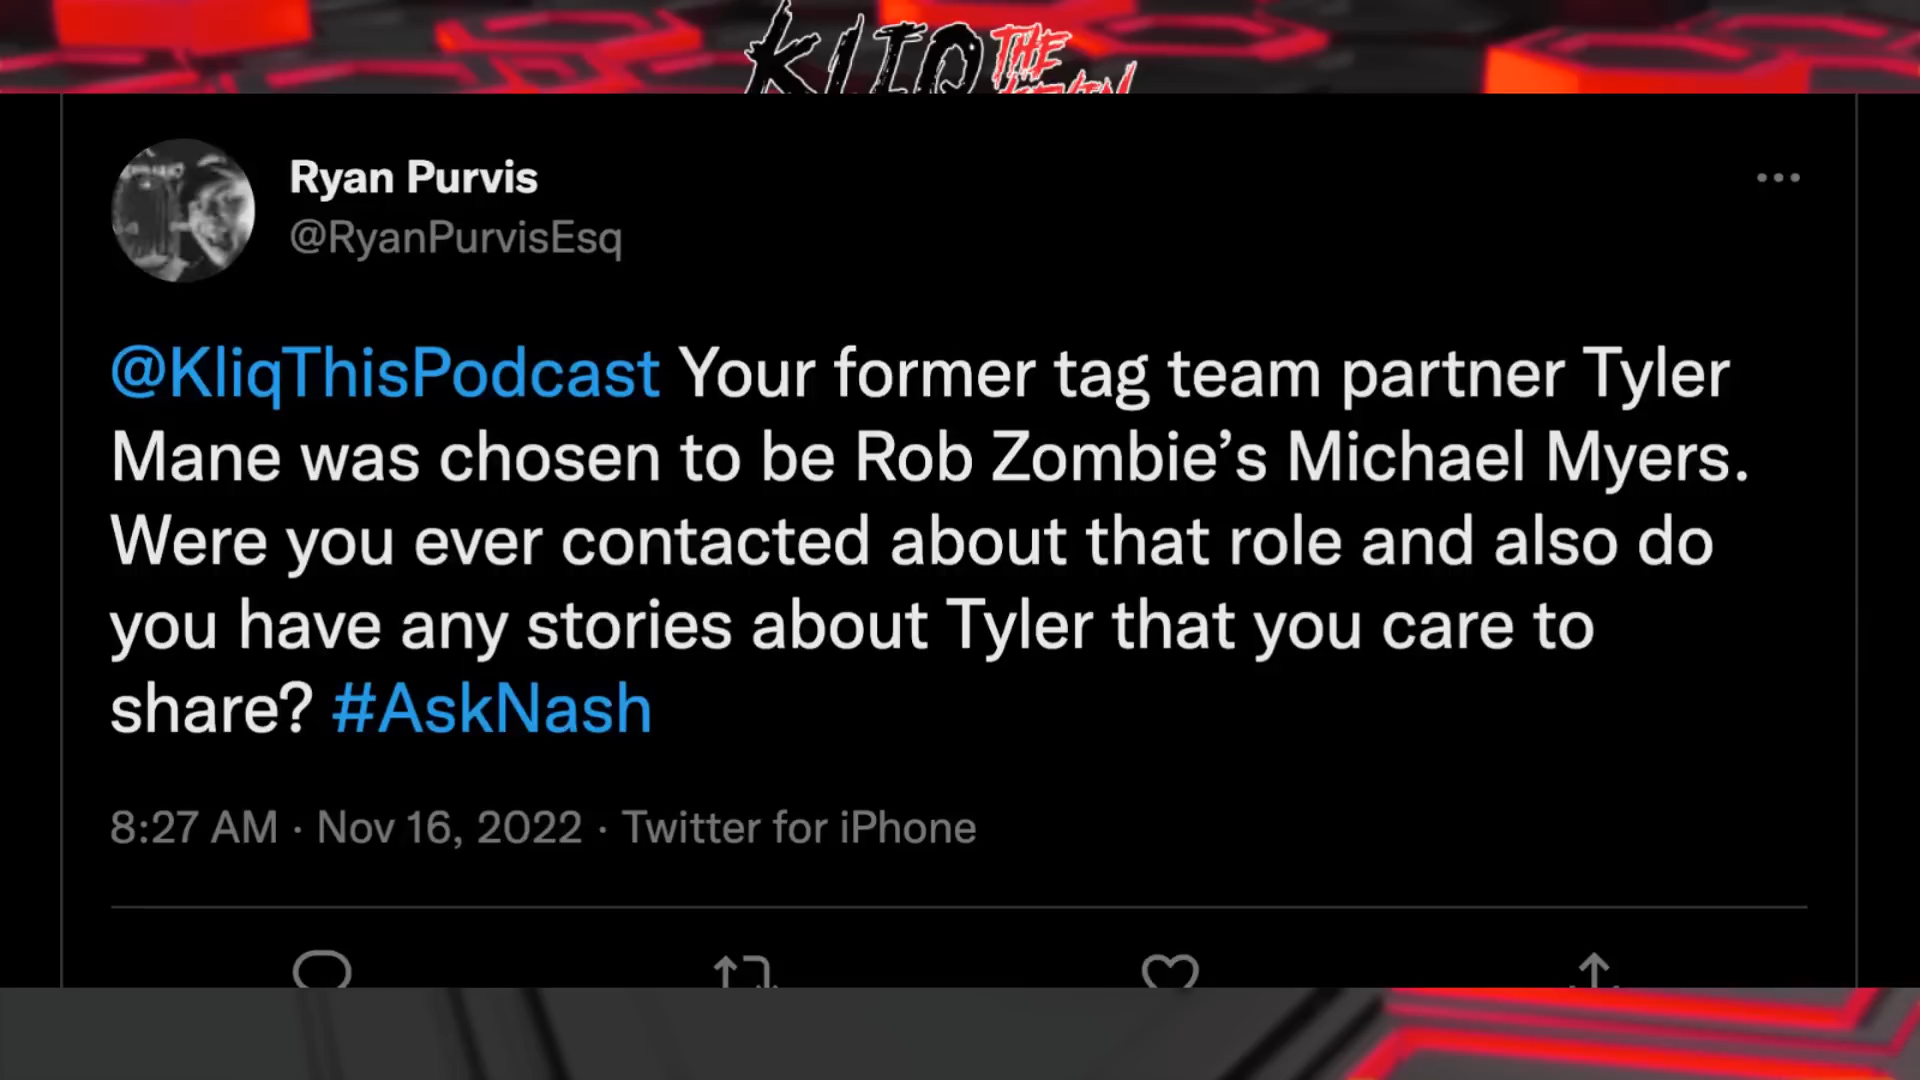 KLIQ THE
Ryan Purvis
@RyanPurvisEsq
@KliqThisPodcast Your former tag team partner Tyler
Mane was chosen to be Rob Zombie’s Michael Myers.
Were you ever contacted about that role and also do
you have any stories about Tyler that you care to
share? #AskNash
8:27 AM · Nov 16, 2022 · Twitter for iPhone